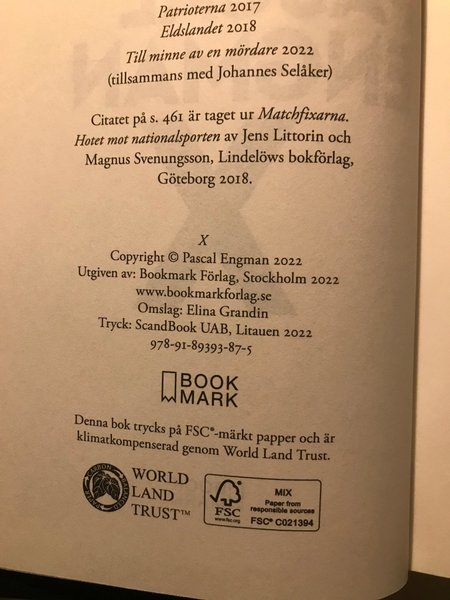 Patrioterna 2017
Eldslandet 2018
Till minne av en mördare 2022
(tillsammans med Johannes Selåker)
Citatet på s. 461 är taget ur Matchfixarna.
Hotet mot nationalsporten av Jens Littorin och
Magnus Svenungsson, Lindelöws bokförlag,
Göteborg 2018.
X
Copyright © Pascal Engman 2022
Utgiven av: Bookmark Förlag, Stockholm 2022
www.bookmarkforlag.se
Omslag: Elina Grandin
Tryck: ScandBook UAB, Litauen 2022
978-91-89393-87-5
BOOK
MARK
Denna bok trycks på FSC®-märkt papper och är
klimatkompenserad genom World Land Trust.
WORLD
LAND
TRUST™
FSC
www.fsc.org
MIX
Paper from
responsible sources
FSC® C021394